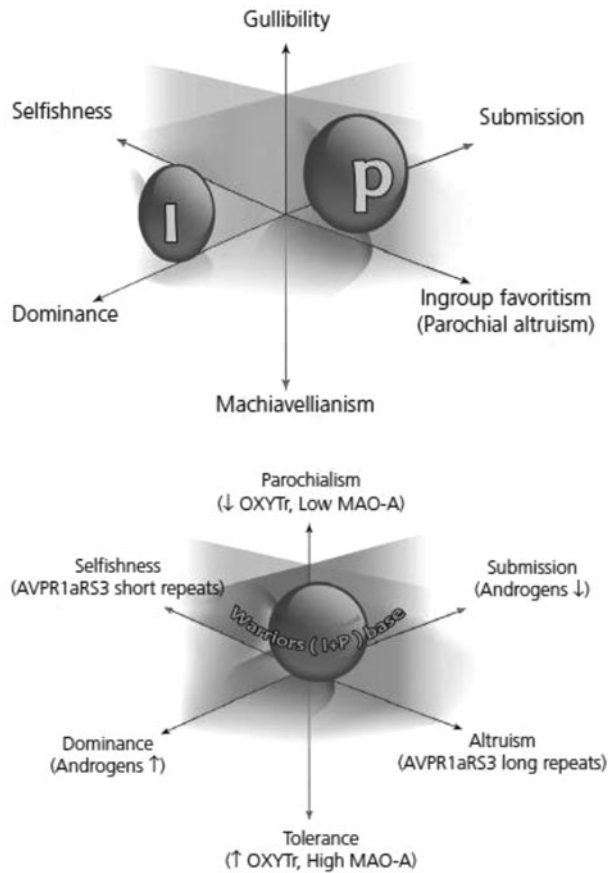 Gullibility
Selfishness
Submission
I
p
Dominance
Ingroup favoritism
(Parochial altruism)
Machiavellianism
Parochialism
(↓ OXYTr, Low MAO-A)
Selfishness
(AVPR1aRS3 short repeats)
Submission
(Androgens ↓)
Warriors ( I+P ) base
Dominance
(Androgens ↑)
Altruism
(AVPR1aRS3 long repeats)
Tolerance
(↑ OXYTr, High MAO-A)